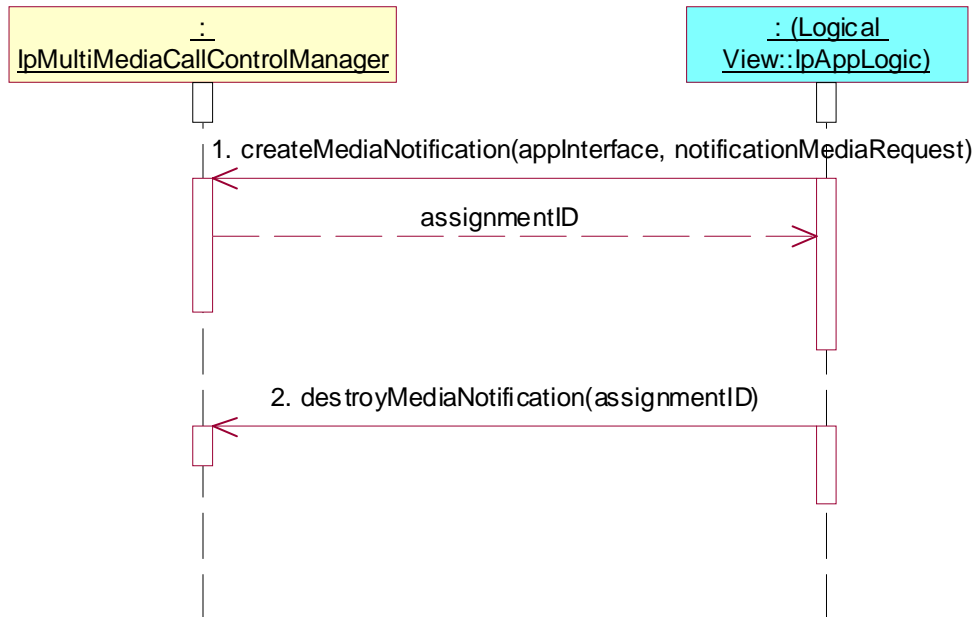 :
IpMultiMediaCallControlManager
: (Logical
View::IpAppLogic)
1. createMediaNotification(appInterface, notificationMediaRequest)
assignmentID
2. destroyMediaNotification(assignmentID)